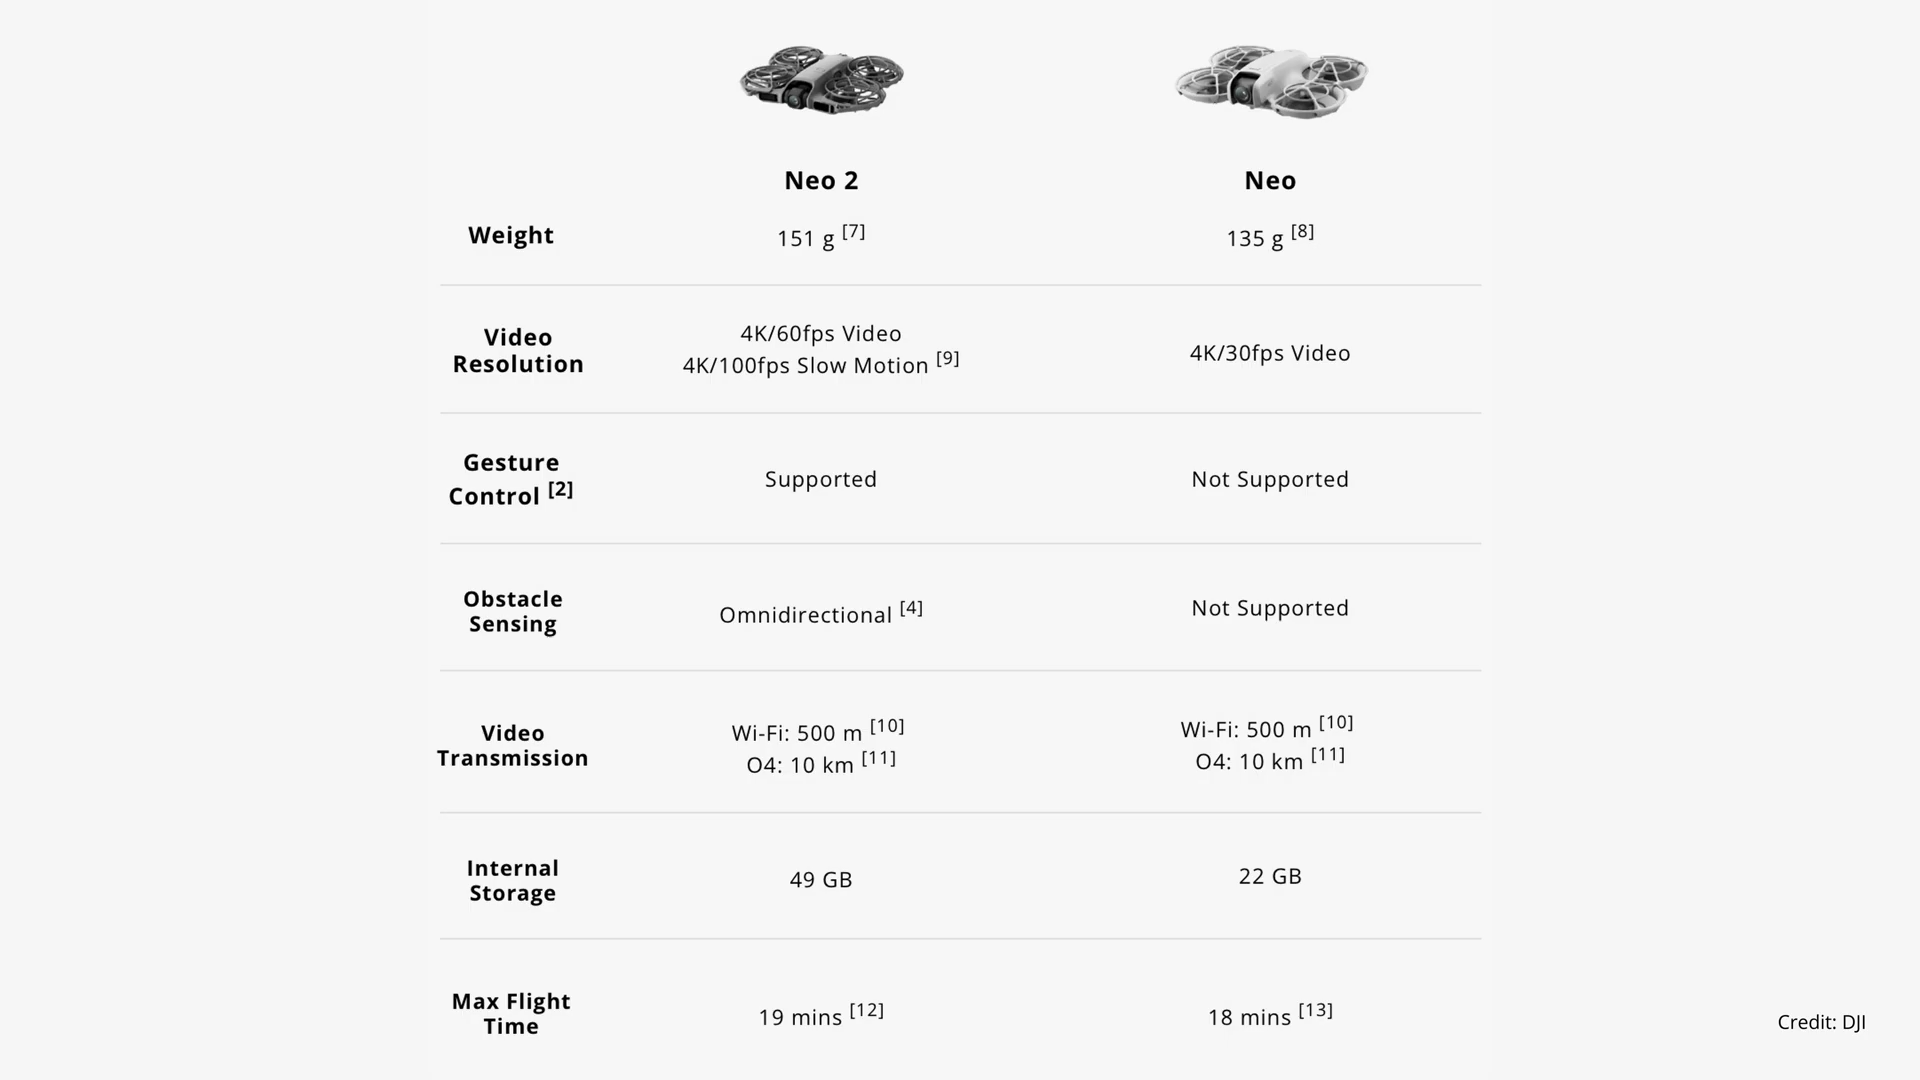 Neo 2
Neo
Weight
151 g [7]
135 g [8]
Video
Resolution
4K/60fps Video
4K/100fps Slow Motion [9]
4K/30fps Video
Gesture
Control [2]
Supported
Not Supported
Obstacle
Sensing
Omnidirectional [4]
Not Supported
Video
Transmission
Wi-Fi: 500 m [10]
O4: 10 km [11]
Wi-Fi: 500 m [10]
O4: 10 km [11]
Internal
Storage
49 GB
22 GB
Max Flight
Time
19 mins [12]
18 mins [13]
Credit: DJI